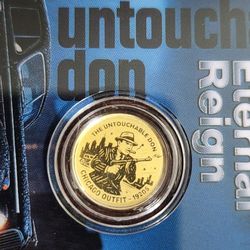 untouch
don
Eternal
Reign
THE UNTOUCHABLE DON
CHICAGO OUTFIT - 1920S